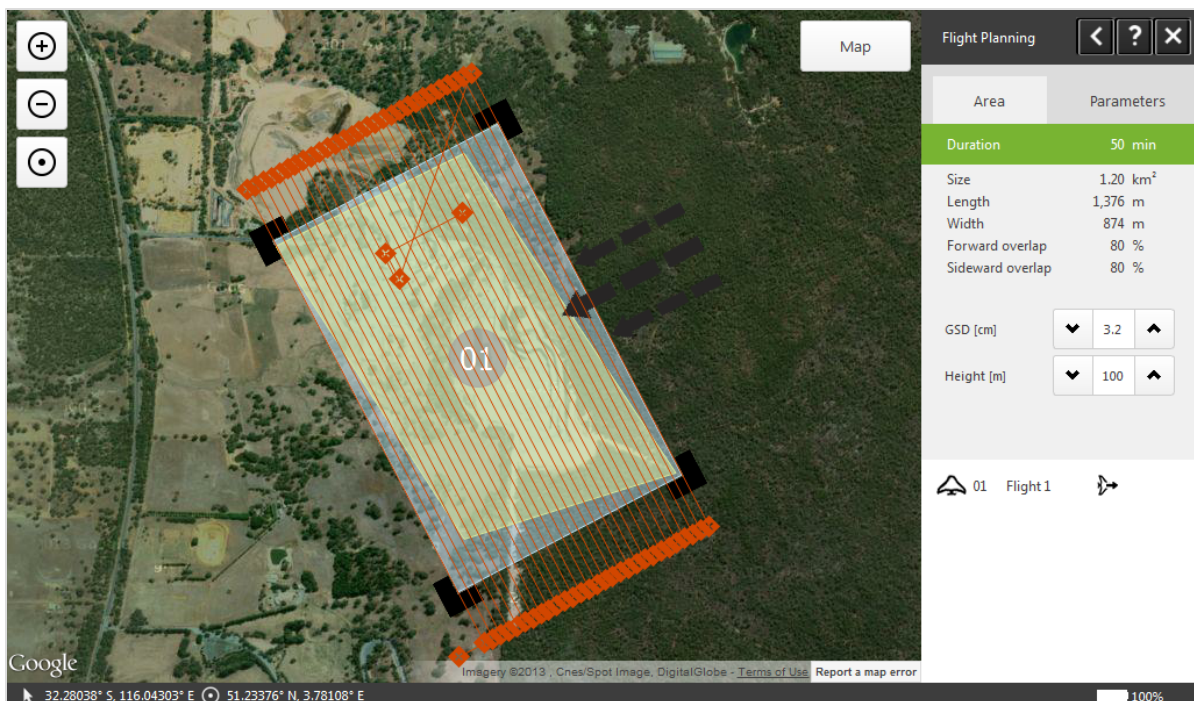 Map
Flight Planning
?
Area
Parameters
Duration 50 min
Size 1.20 km²
Length 1,376 m
Width 874 m
Forward overlap 80 %
Sideward overlap 80 %
GSD [cm] 3.2
Height [m] 100
01
01 Flight 1
Google
Imagery ©2013 , Cnes/Spot Image, DigitalGlobe - Terms of Use Report a map error
32.28038° S, 116.04303° E 51.23376° N, 3.78108° E
100%